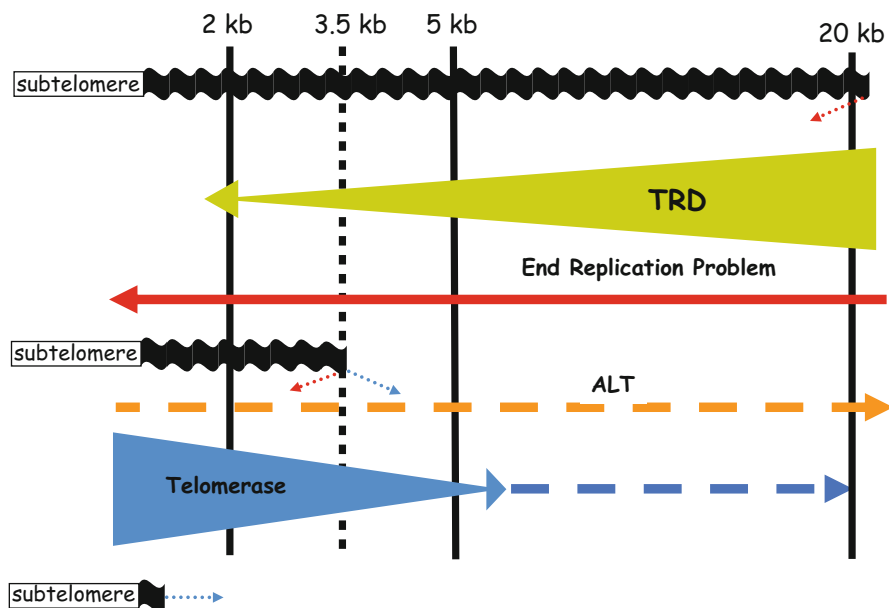 2 kb 3.5 kb 5 kb 20 kb
subtelomere
TRD
End Replication Problem
subtelomere
ALT
Telomerase
subtelomere